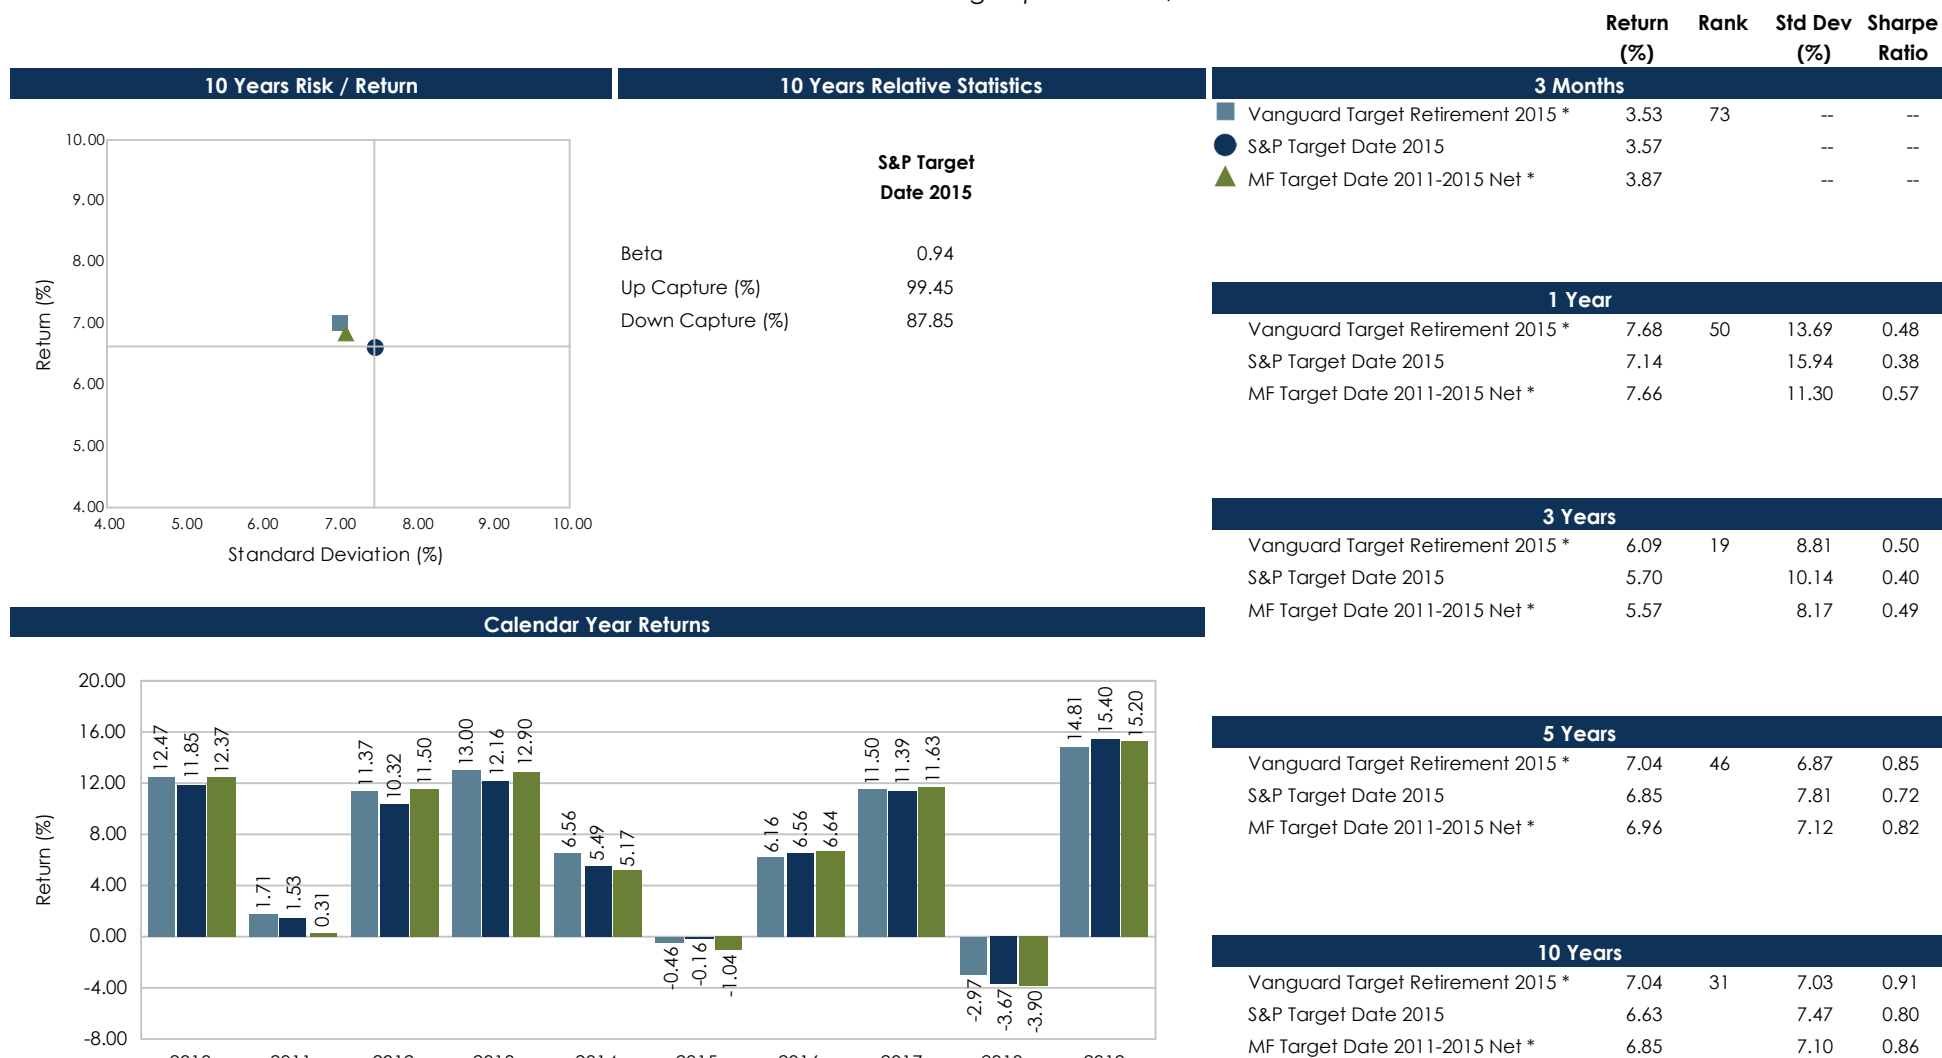 Return Rank Std Dev Sharpe
(%) (%) Ratio
10 Years Risk / Return
10.00
9.00
8.00
7.00
6.00
5.00
4.00
Return (%)
4.00 5.00 6.00 7.00 8.00 9.00 10.00
Standard Deviation (%)
10 Years Relative Statistics
S&P Target
Date 2015
Beta 0.94
Up Capture (%) 99.45
Down Capture (%) 87.85
3 Months
Vanguard Target Retirement 2015 * 3.53 73 -- --
S&P Target Date 2015 3.57 -- --
MF Target Date 2011-2015 Net * 3.87 -- --
1 Year
Vanguard Target Retirement 2015 * 7.68 50 13.69 0.48
S&P Target Date 2015 7.14 15.94 0.38
MF Target Date 2011-2015 Net * 7.66 11.30 0.57
3 Years
Vanguard Target Retirement 2015 * 6.09 19 8.81 0.50
S&P Target Date 2015 5.70 10.14 0.40
MF Target Date 2011-2015 Net * 5.57 8.17 0.49
5 Years
Vanguard Target Retirement 2015 * 7.04 46 6.87 0.85
S&P Target Date 2015 6.85 7.81 0.72
MF Target Date 2011-2015 Net * 6.96 7.12 0.82
10 Years
Vanguard Target Retirement 2015 * 7.04 31 7.03 0.91
S&P Target Date 2015 6.63 7.47 0.80
MF Target Date 2011-2015 Net * 6.85 7.10 0.86
Calendar Year Returns
20.00
16.00
12.00
8.00
4.00
0.00
-4.00
-8.00
Return (%)
12.47 11.85 12.37
1.71 1.53 0.31
11.37 10.32 11.50
13.00 12.16 12.90
6.56 5.49 5.17
-0.46 -0.16 -1.04
6.16 6.56 6.64
11.50 11.39 11.63
-2.97 -3.67 -3.90
14.81 15.40 15.20
2010 2011 2012 2013 2014 2015 2016 2017 2018 2019